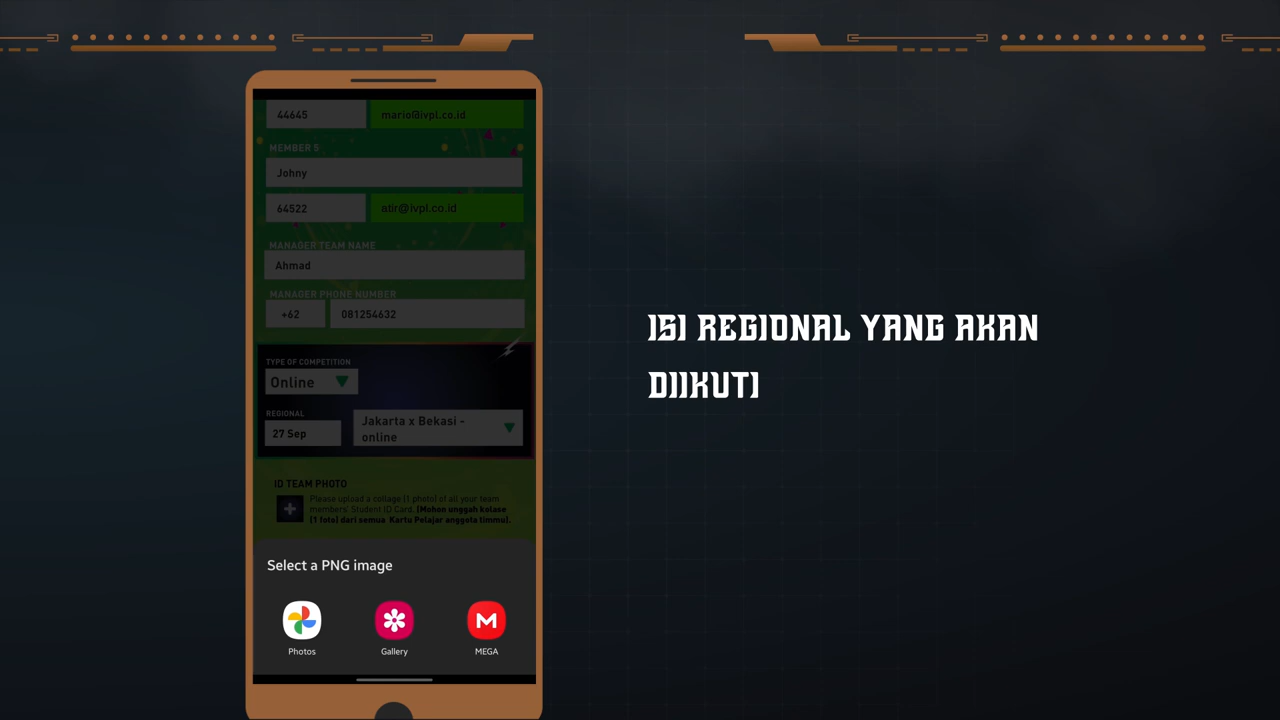 44645
mario@ivpl.co.id
MEMBER 5
Johny
64522
atir@ivpl.co.id
MANAGER TEAM NAME
Ahmad
MANAGER PHONE NUMBER
+62
081254632
TYPE OF COMPETITION
Online
REGIONAL
27 Sep
Jakarta x Bekasi -
online
ID TEAM PHOTO
Please upload a collage (1 photo) of all your team
members' Student ID Card. (Mohon unggah kolase
(1 foto) dari semua Kartu Pelajar anggota timmu).
Select a PNG image
Photos
Gallery
MEGA
ISI REGIONAL YANG AKAN
DIIKUTI